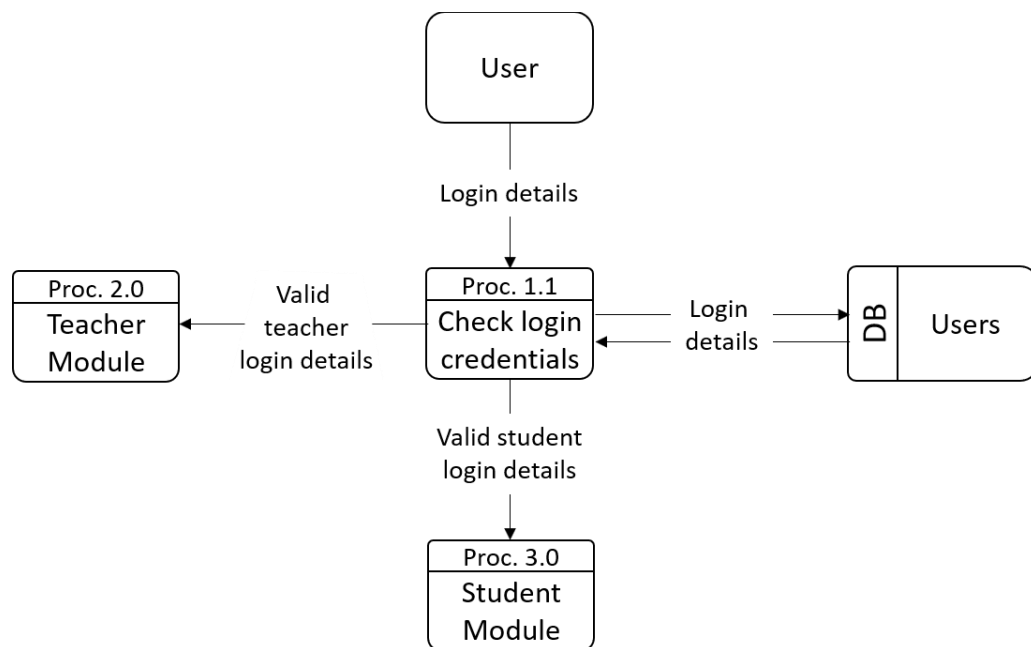 User
Login details
Proc. 2.0
Teacher
Module
Valid
teacher
login details
Proc. 1.1
Check login
credentials
Login
details
DB
Users
Valid student
login details
Proc. 3.0
Student
Module